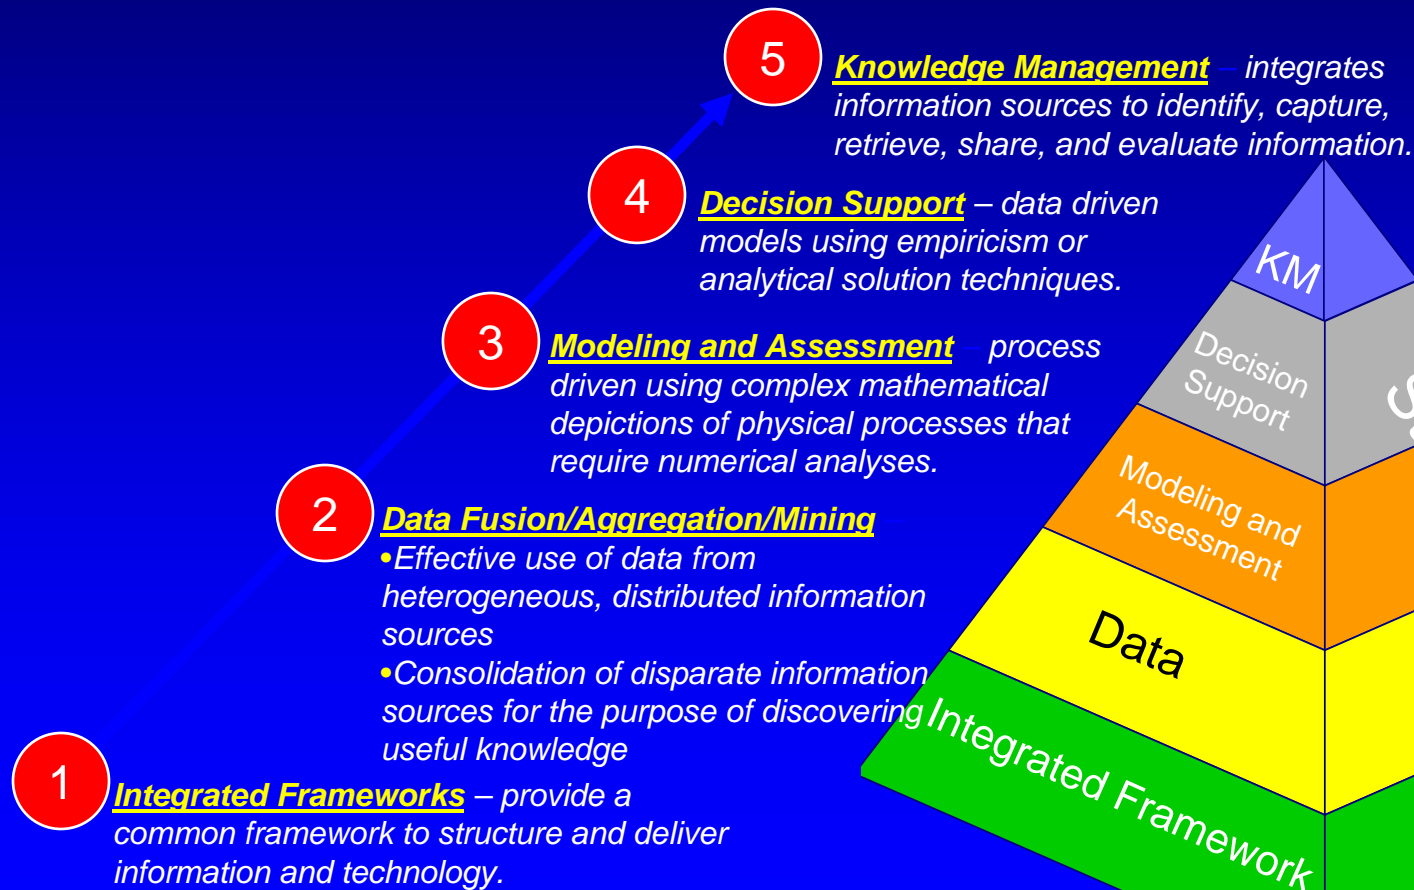 5
Knowledge Management – integrates
information sources to identify, capture,
retrieve, share, and evaluate information.
4
Decision Support – data driven
models using empiricism or
analytical solution techniques.
3
Modeling and Assessment – process
driven using complex mathematical
depictions of physical processes that
require numerical analyses.
2
Data Fusion/Aggregation/Mining –
•Effective use of data from
heterogeneous, distributed information
sources
•Consolidation of disparate information
sources for the purpose of discovering
useful knowledge
1
Integrated Frameworks – provide a
common framework to structure and deliver
information and technology.
KM
Decision
Support
Modeling and
Assessment
Data
Integrated Framework